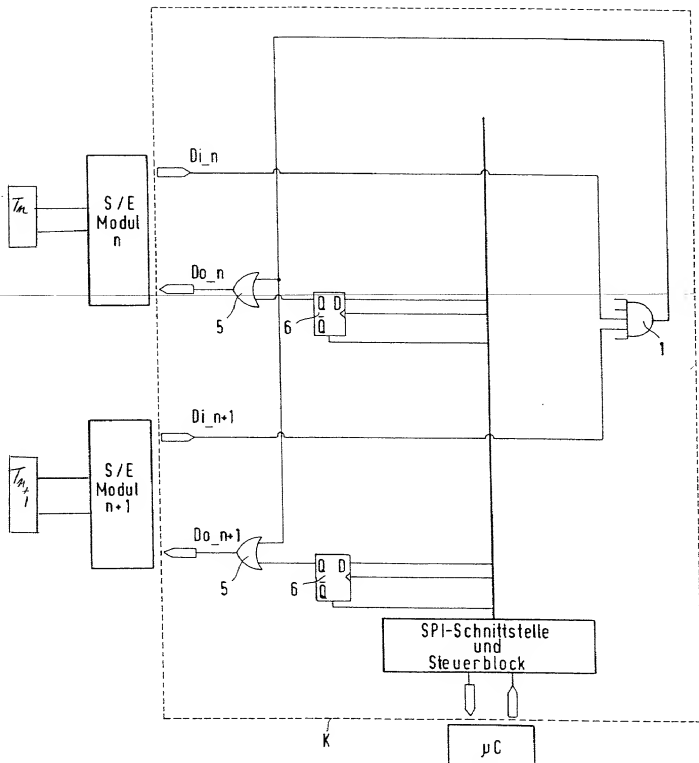 Di_n
Tn
S/E
Modul
n
Do_n
5
6
Q D
Q
1
Di_n+1
Tn+1
S/E
Modul
n+1
Do_n+1
5
6
Q D
Q
SPI-Schnittstelle
und
Steuerblock
K
µC